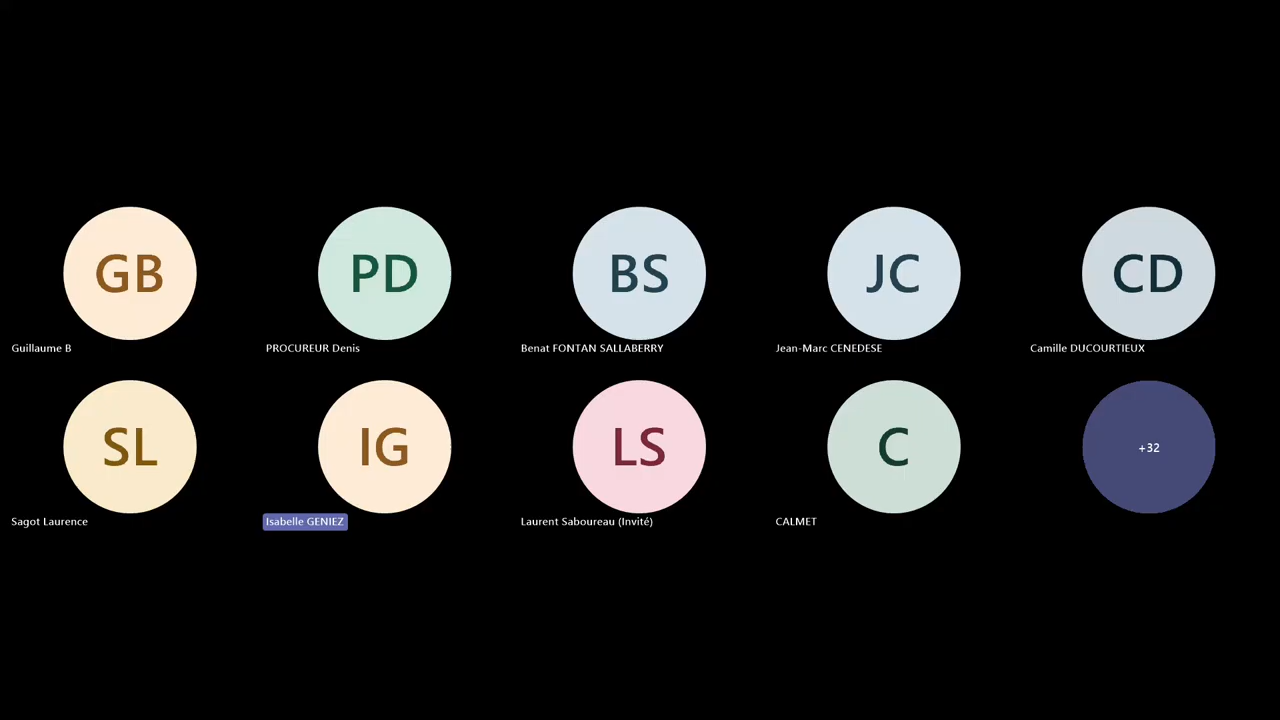 GB
PD
BS
JC
CD
Guillaume B
PROCUREUR Denis
Benat FONTAN SALLABERRY
Jean-Marc CENEDESE
Camille DUCOURTIEUX
SL
IG
LS
C
+32
Sagot Laurence
Isabelle GENIEZ
Laurent Saboureau (Invité)
CALMET